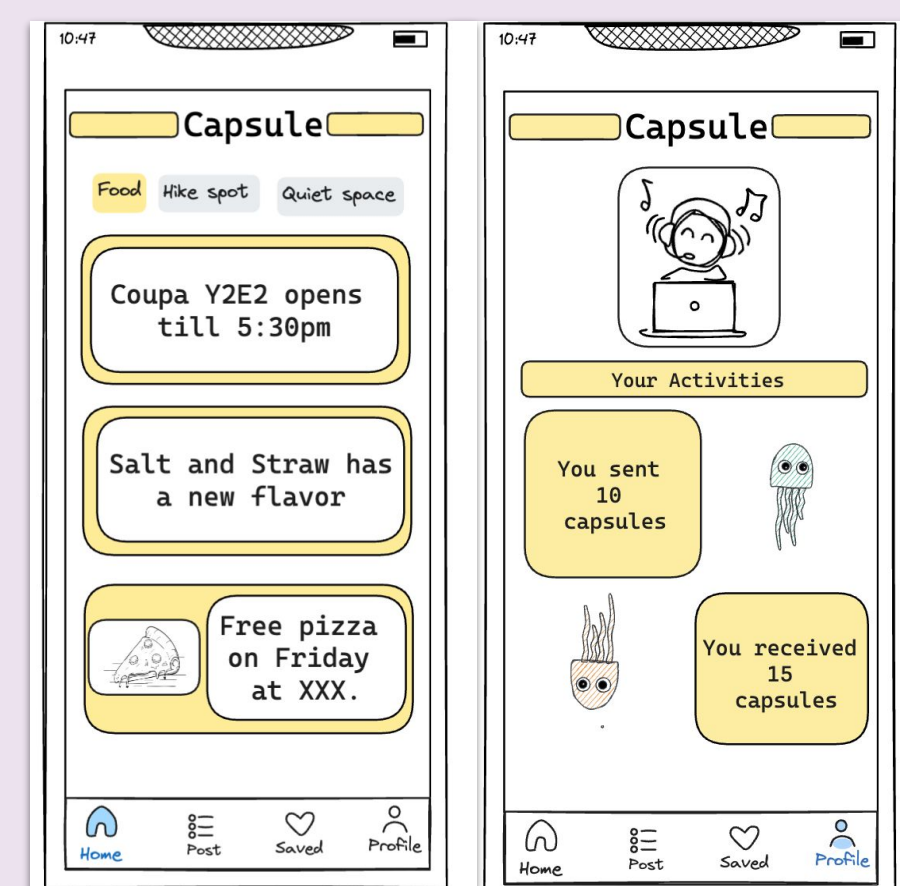 10:47
Capsule
Food
Hike spot
Quiet space
Coupa Y2E2 opens
till 5:30pm
Salt and Straw has
a new flavor
Free pizza
on Friday
at XXX.
Home
Post
Saved
Profile
10:47
Capsule
Your Activities
You sent
10
capsules
You received
15
capsules
Home
Post
Saved
Profile